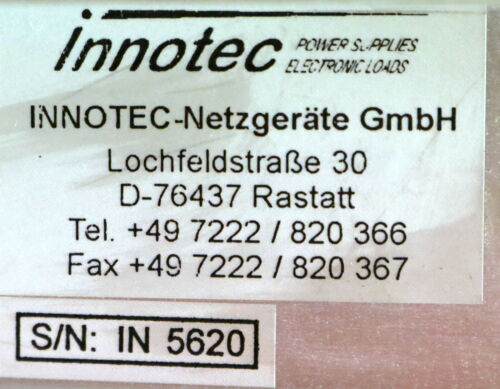 innotec POWER SUPPLIES
ELECTRONIC LOADS
INNOTEC-Netzgeräte GmbH
Lochfeldstraße 30
D-76437 Rastatt
Tel. +49 7222 / 820 366
Fax +49 7222 / 820 367
S/N: IN 5620